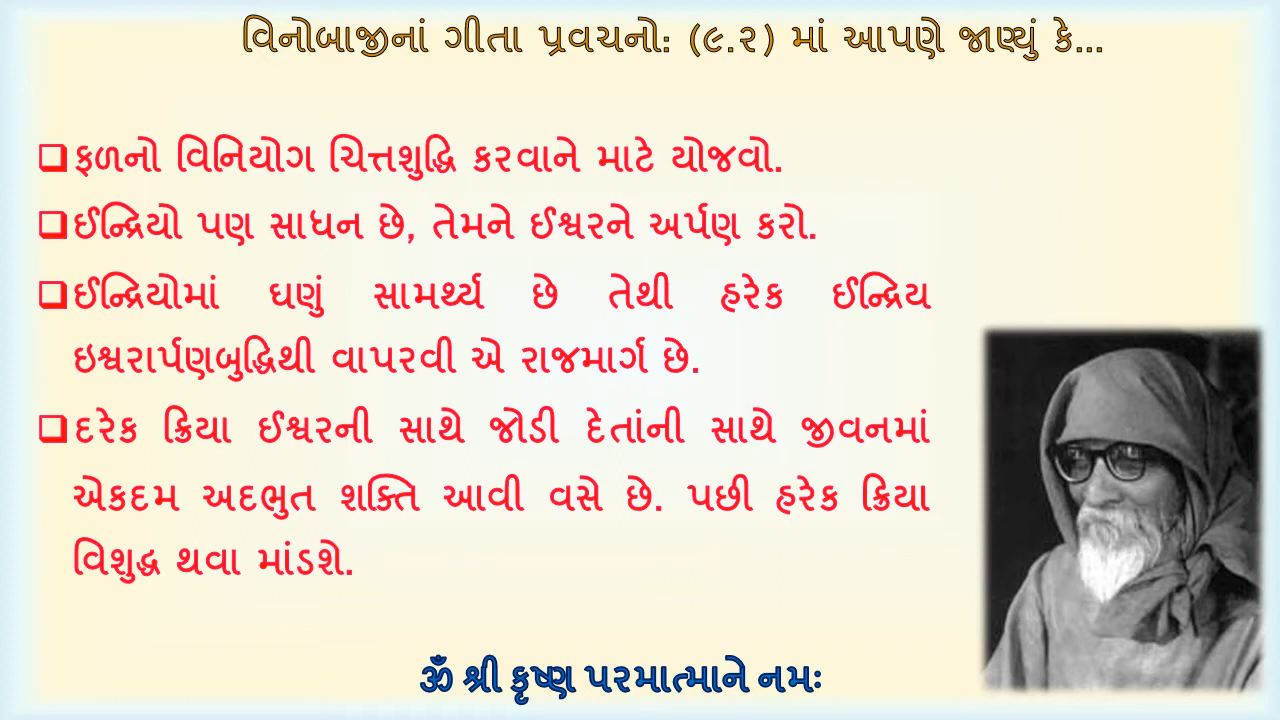 વિનોબાજીનાં ગીતા પ્રવચનો: (૯.૨) માં આપણે જાણ્યું કે...
❑ફળનો વિનિયોગ ચિત્તશુદ્ધિ કરવાને માટે યોજવો.
❑ઈન્દ્રિયો પણ સાધન છે, તેમને ઈશ્વરને અર્પણ કરો.
❑ઈન્દ્રિયોમાં ઘણું સામર્થ્ય છે તેથી હરેક ઈન્દ્રિય
ઇશ્વરાર્પણબુદ્ધિથી વાપરવી એ રાજમાર્ગ છે.
❑દરેક ક્રિયા ઈશ્વરની સાથે જોડી દેતાંની સાથે જીવનમાં
એકદમ અદભુત શક્તિ આવી વસે છે. પછી હરેક ક્રિયા
વિશુદ્ધ થવા માંડશે.
ૐ શ્રી કૃષ્ણ પરમાત્માને નમઃ